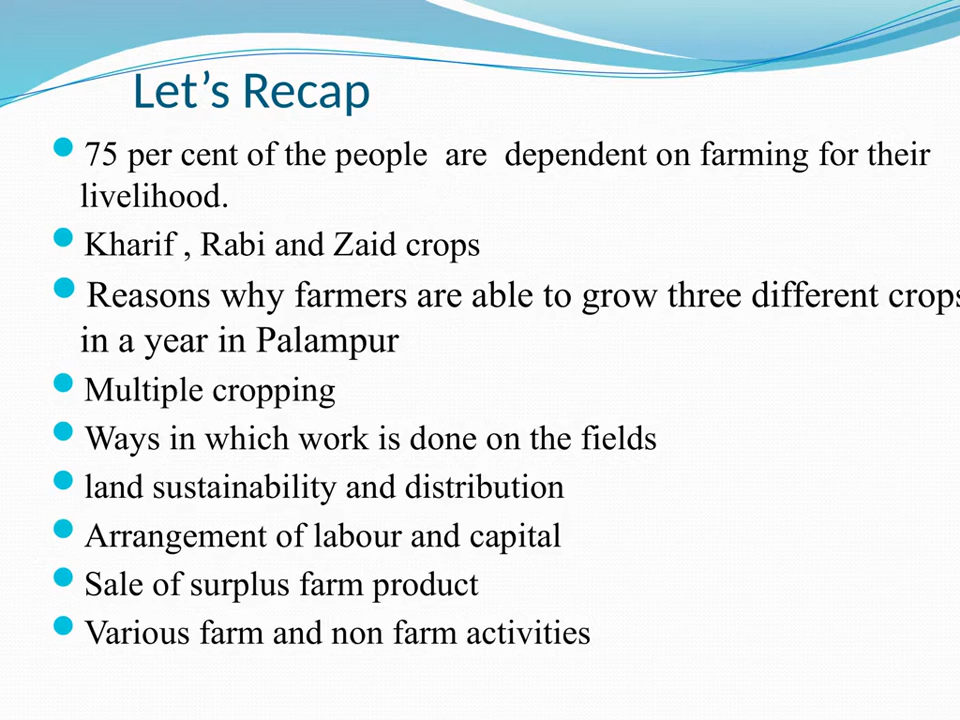 Let’s Recap
75 per cent of the people are dependent on farming for their
livelihood.
Kharif , Rabi and Zaid crops
Reasons why farmers are able to grow three different crops
in a year in Palampur
Multiple cropping
Ways in which work is done on the fields
land sustainability and distribution
Arrangement of labour and capital
Sale of surplus farm product
Various farm and non farm activities